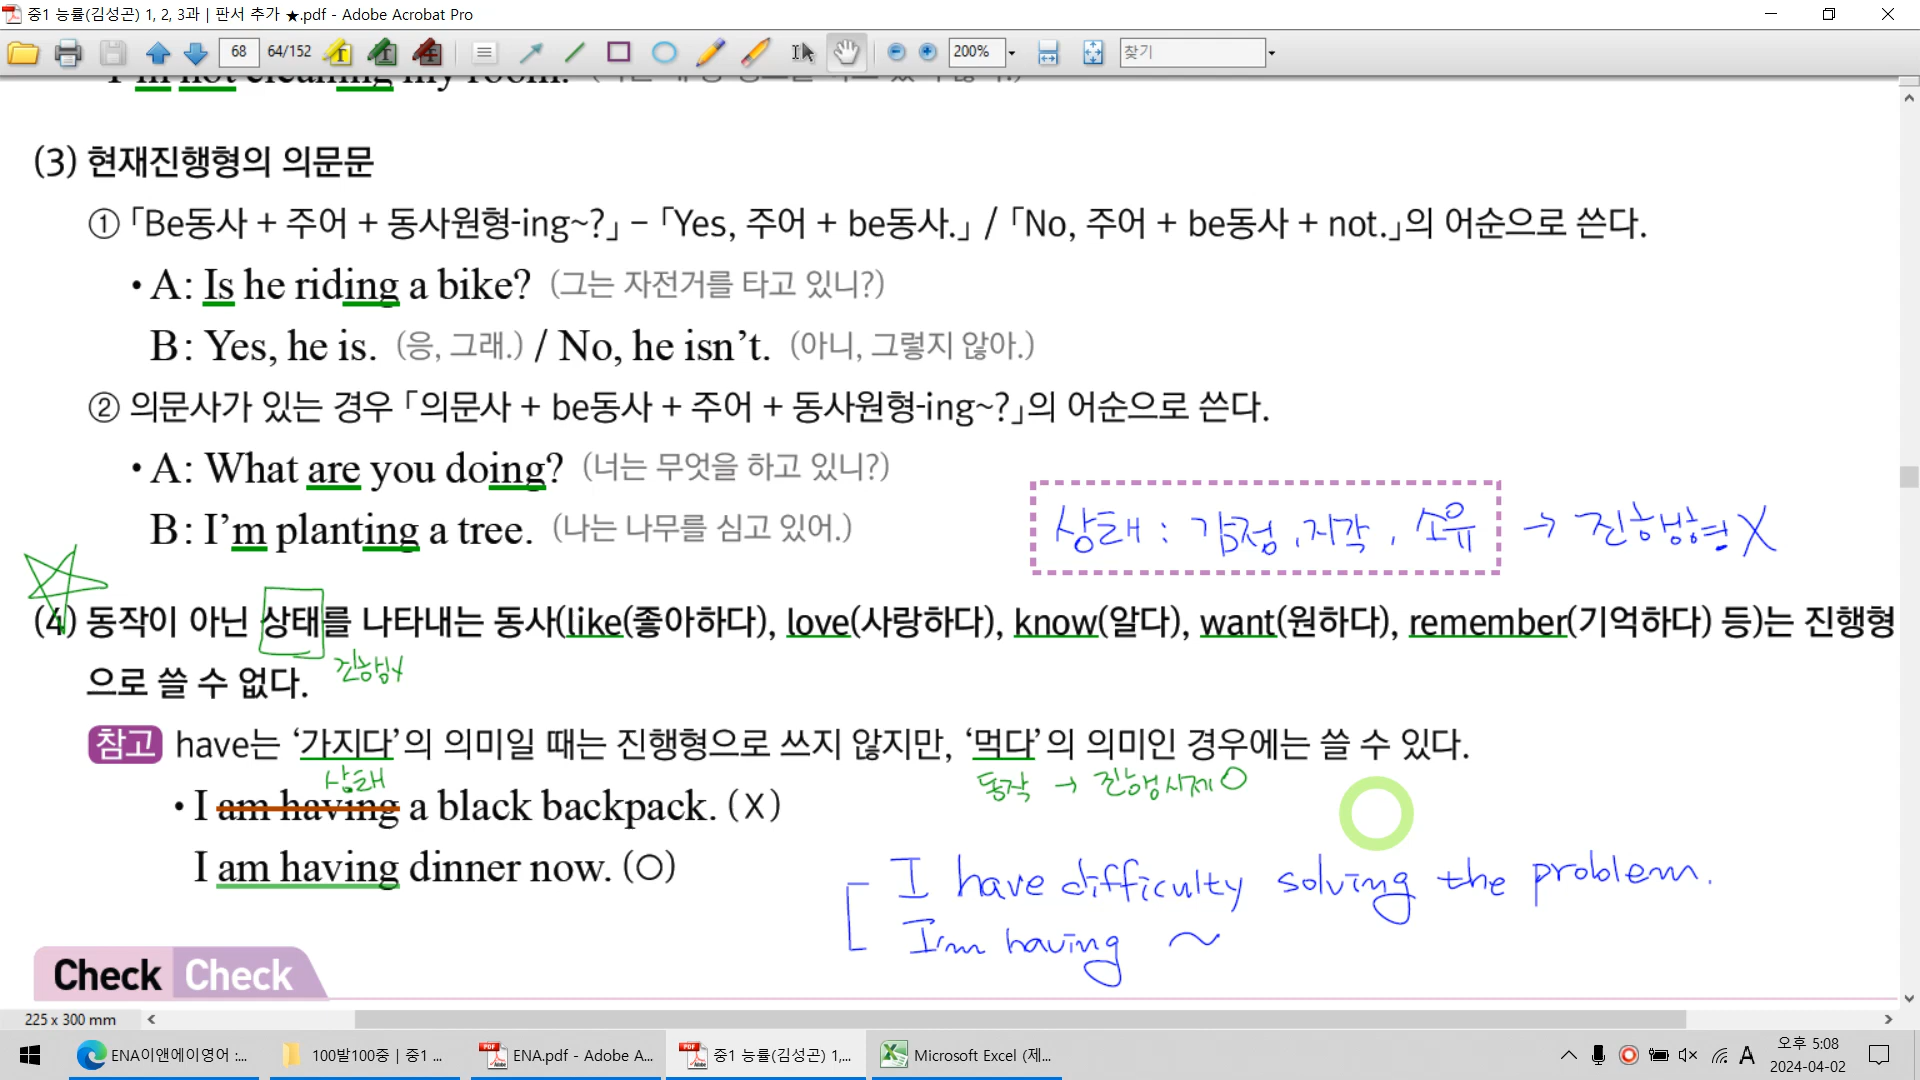 중1 능률(김성곤) 1, 2, 3과 | 판서 추가 ★.pdf - Adobe Acrobat Pro
68 64/152 200% 찾기
(3) 현재진행형의 의문문
① 「Be동사 + 주어 + 동사원형-ing~?」 – 「Yes, 주어 + be동사.」 / 「No, 주어 + be동사 + not.」의 어순으로 쓴다.
• A: Is he riding a bike? (그는 자전거를 타고 있니?)
B: Yes, he is. (응, 그래.) / No, he isn’t. (아니, 그렇지 않아.)
② 의문사가 있는 경우 「의문사 + be동사 + 주어 + 동사원형-ing~?」의 어순으로 쓴다.
• A: What are you doing? (너는 무엇을 하고 있니?)
B: I’m planting a tree. (나는 나무를 심고 있어.)
상태 : 감정, 지각, 소유 → 진행형 X
(4) 동작이 아닌 상태를 나타내는 동사(like(좋아하다), love(사랑하다), know(알다), want(원하다), remember(기억하다) 등)는 진행형
으로 쓸 수 없다.
진행X
참고 have는 ‘가지다’의 의미일 때는 진행형으로 쓰지 않지만, ‘먹다’의 의미인 경우에는 쓸 수 있다.
상태 동작 → 진행시제 O
• I am having a black backpack. (X)
I am having dinner now. (○)
I have difficulty solving the problem.
I'm having ~
Check Check
225 x 300 mm
ENA이앤에이영어 :... 100발100중 | 중1 ... ENA.pdf - Adobe A... 중1 능률(김성곤) 1,... Microsoft Excel (제... A 오후 5:08
2024-04-02